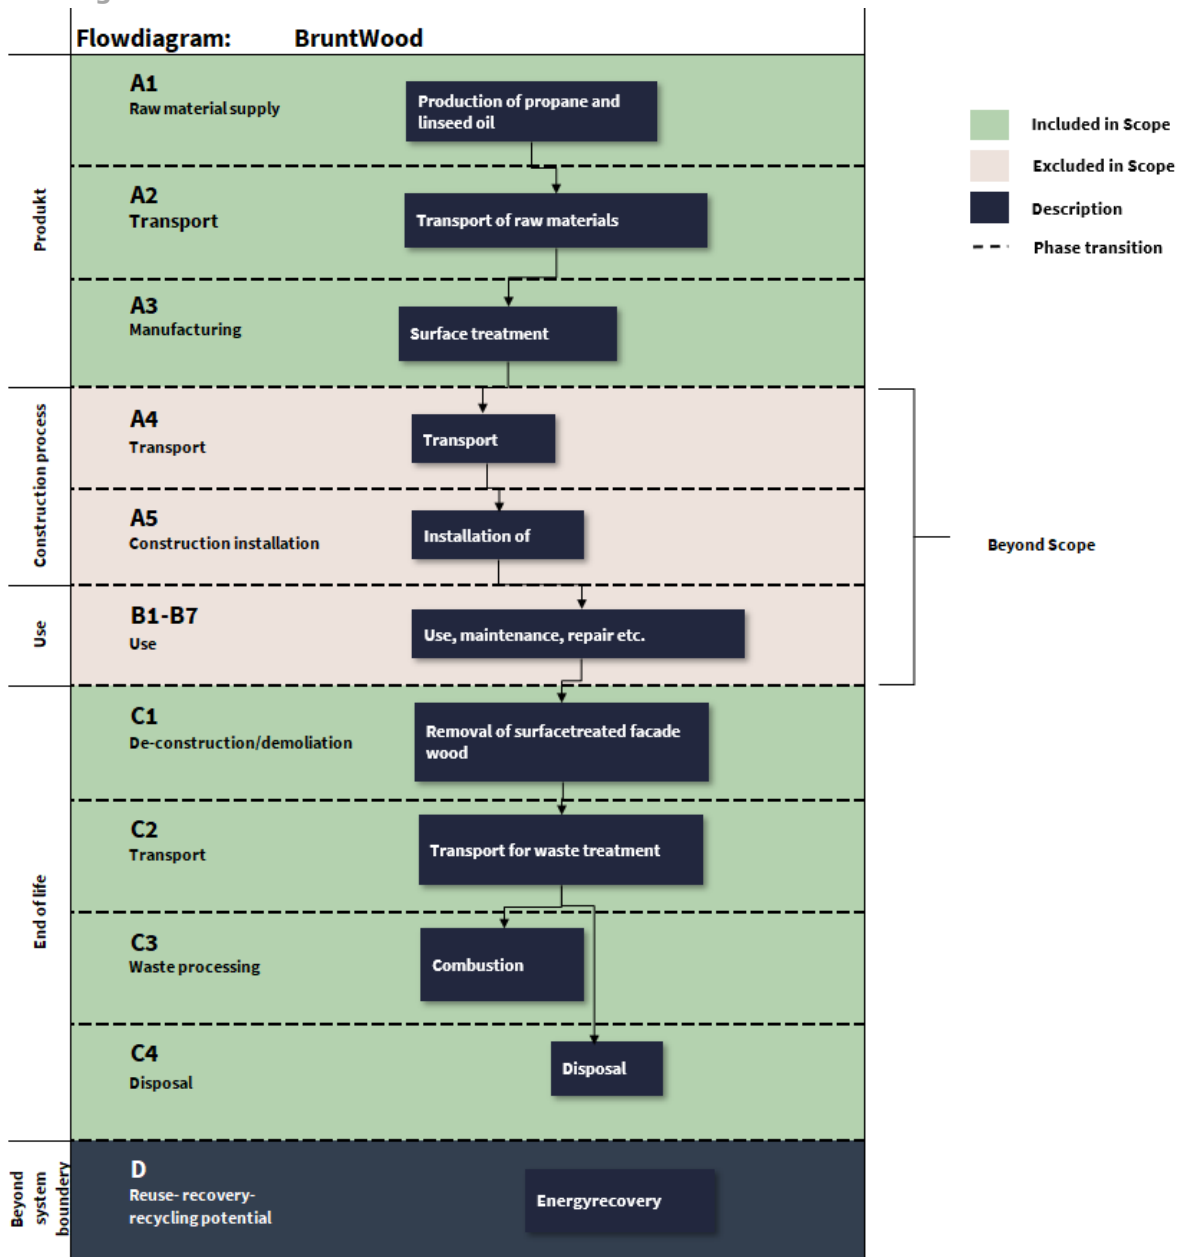 Flowdiagram: BruntWood
Produkt
A1
Raw material supply
Production of propane and
linseed oil
A2
Transport
Transport of raw materials
A3
Manufacturing
Surface treatment
Construction process
A4
Transport
Transport
A5
Construction installation
Installation of
Use
B1-B7
Use
Use, maintenance, repair etc.
End of life
C1
De-construction/demoliation
Removal of surfacetreated facade
wood
C2
Transport
Transport for waste treatment
C3
Waste processing
Combustion
C4
Disposal
Disposal
Beyond
system
boundery
D
Reuse- recovery-
recycling potential
Energyrecovery
Included in Scope
Excluded in Scope
Description
Phase transition
Beyond Scope